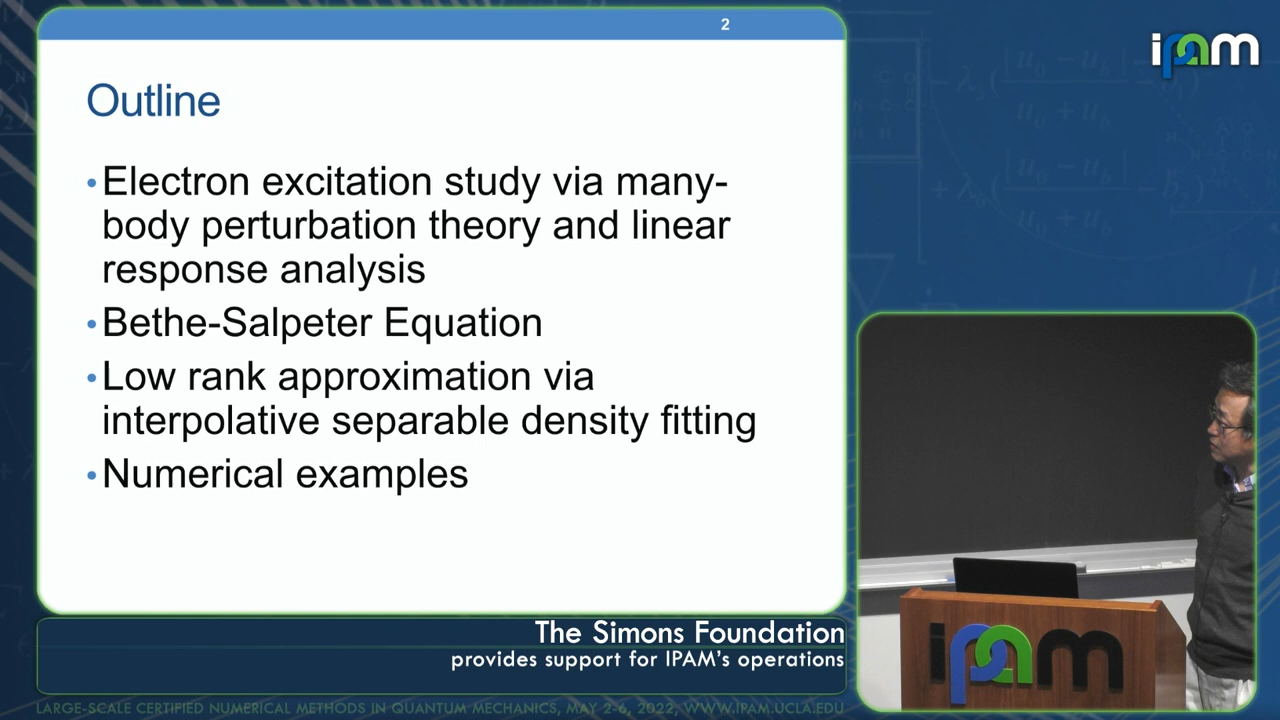 2
ipam
Outline
•Electron excitation study via many-
body perturbation theory and linear
response analysis
•Bethe-Salpeter Equation
•Low rank approximation via
interpolative separable density fitting
•Numerical examples
ipam
The Simons Foundation
provides support for IPAM's operations
LARGE-SCALE CERTIFIED NUMERICAL METHODS IN QUANTUM MECHANICS, MAY 2-6, 2022, WWW.IPAM.UCLA.EDU